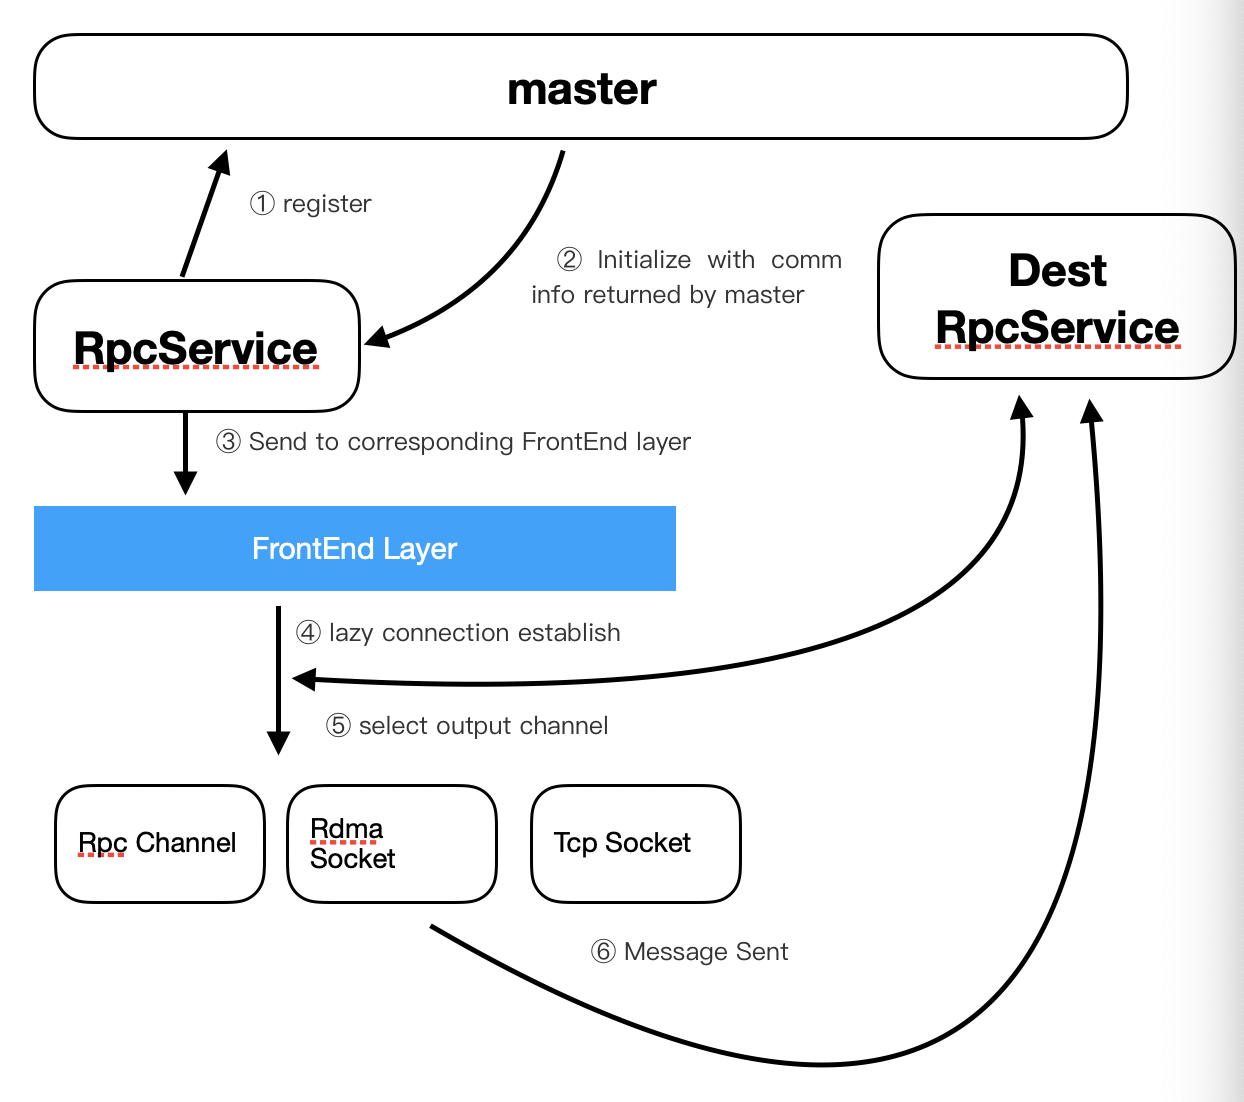 master
① register
② Initialize with comm
info returned by master
Dest
RpcService
RpcService
③ Send to corresponding FrontEnd layer
FrontEnd Layer
④ lazy connection establish
⑤ select output channel
Rpc Channel
Rdma
Socket
Tcp Socket
⑥ Message Sent